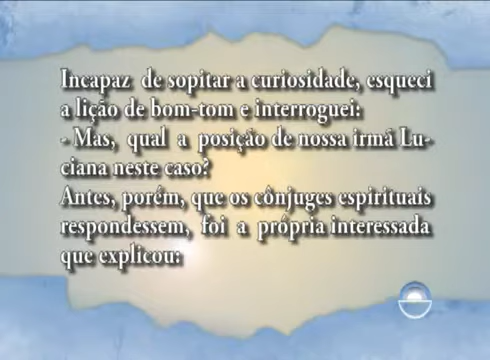 Incapaz de sopitar a curiosidade, esqueci
a lição de bom-tom e interroguei:
- Mas, qual a posição de nossa irmã Lu-
ciana neste caso?
Antes, porém, que os cônjuges espirituais
respondessem, foi a própria interessada
que explicou: